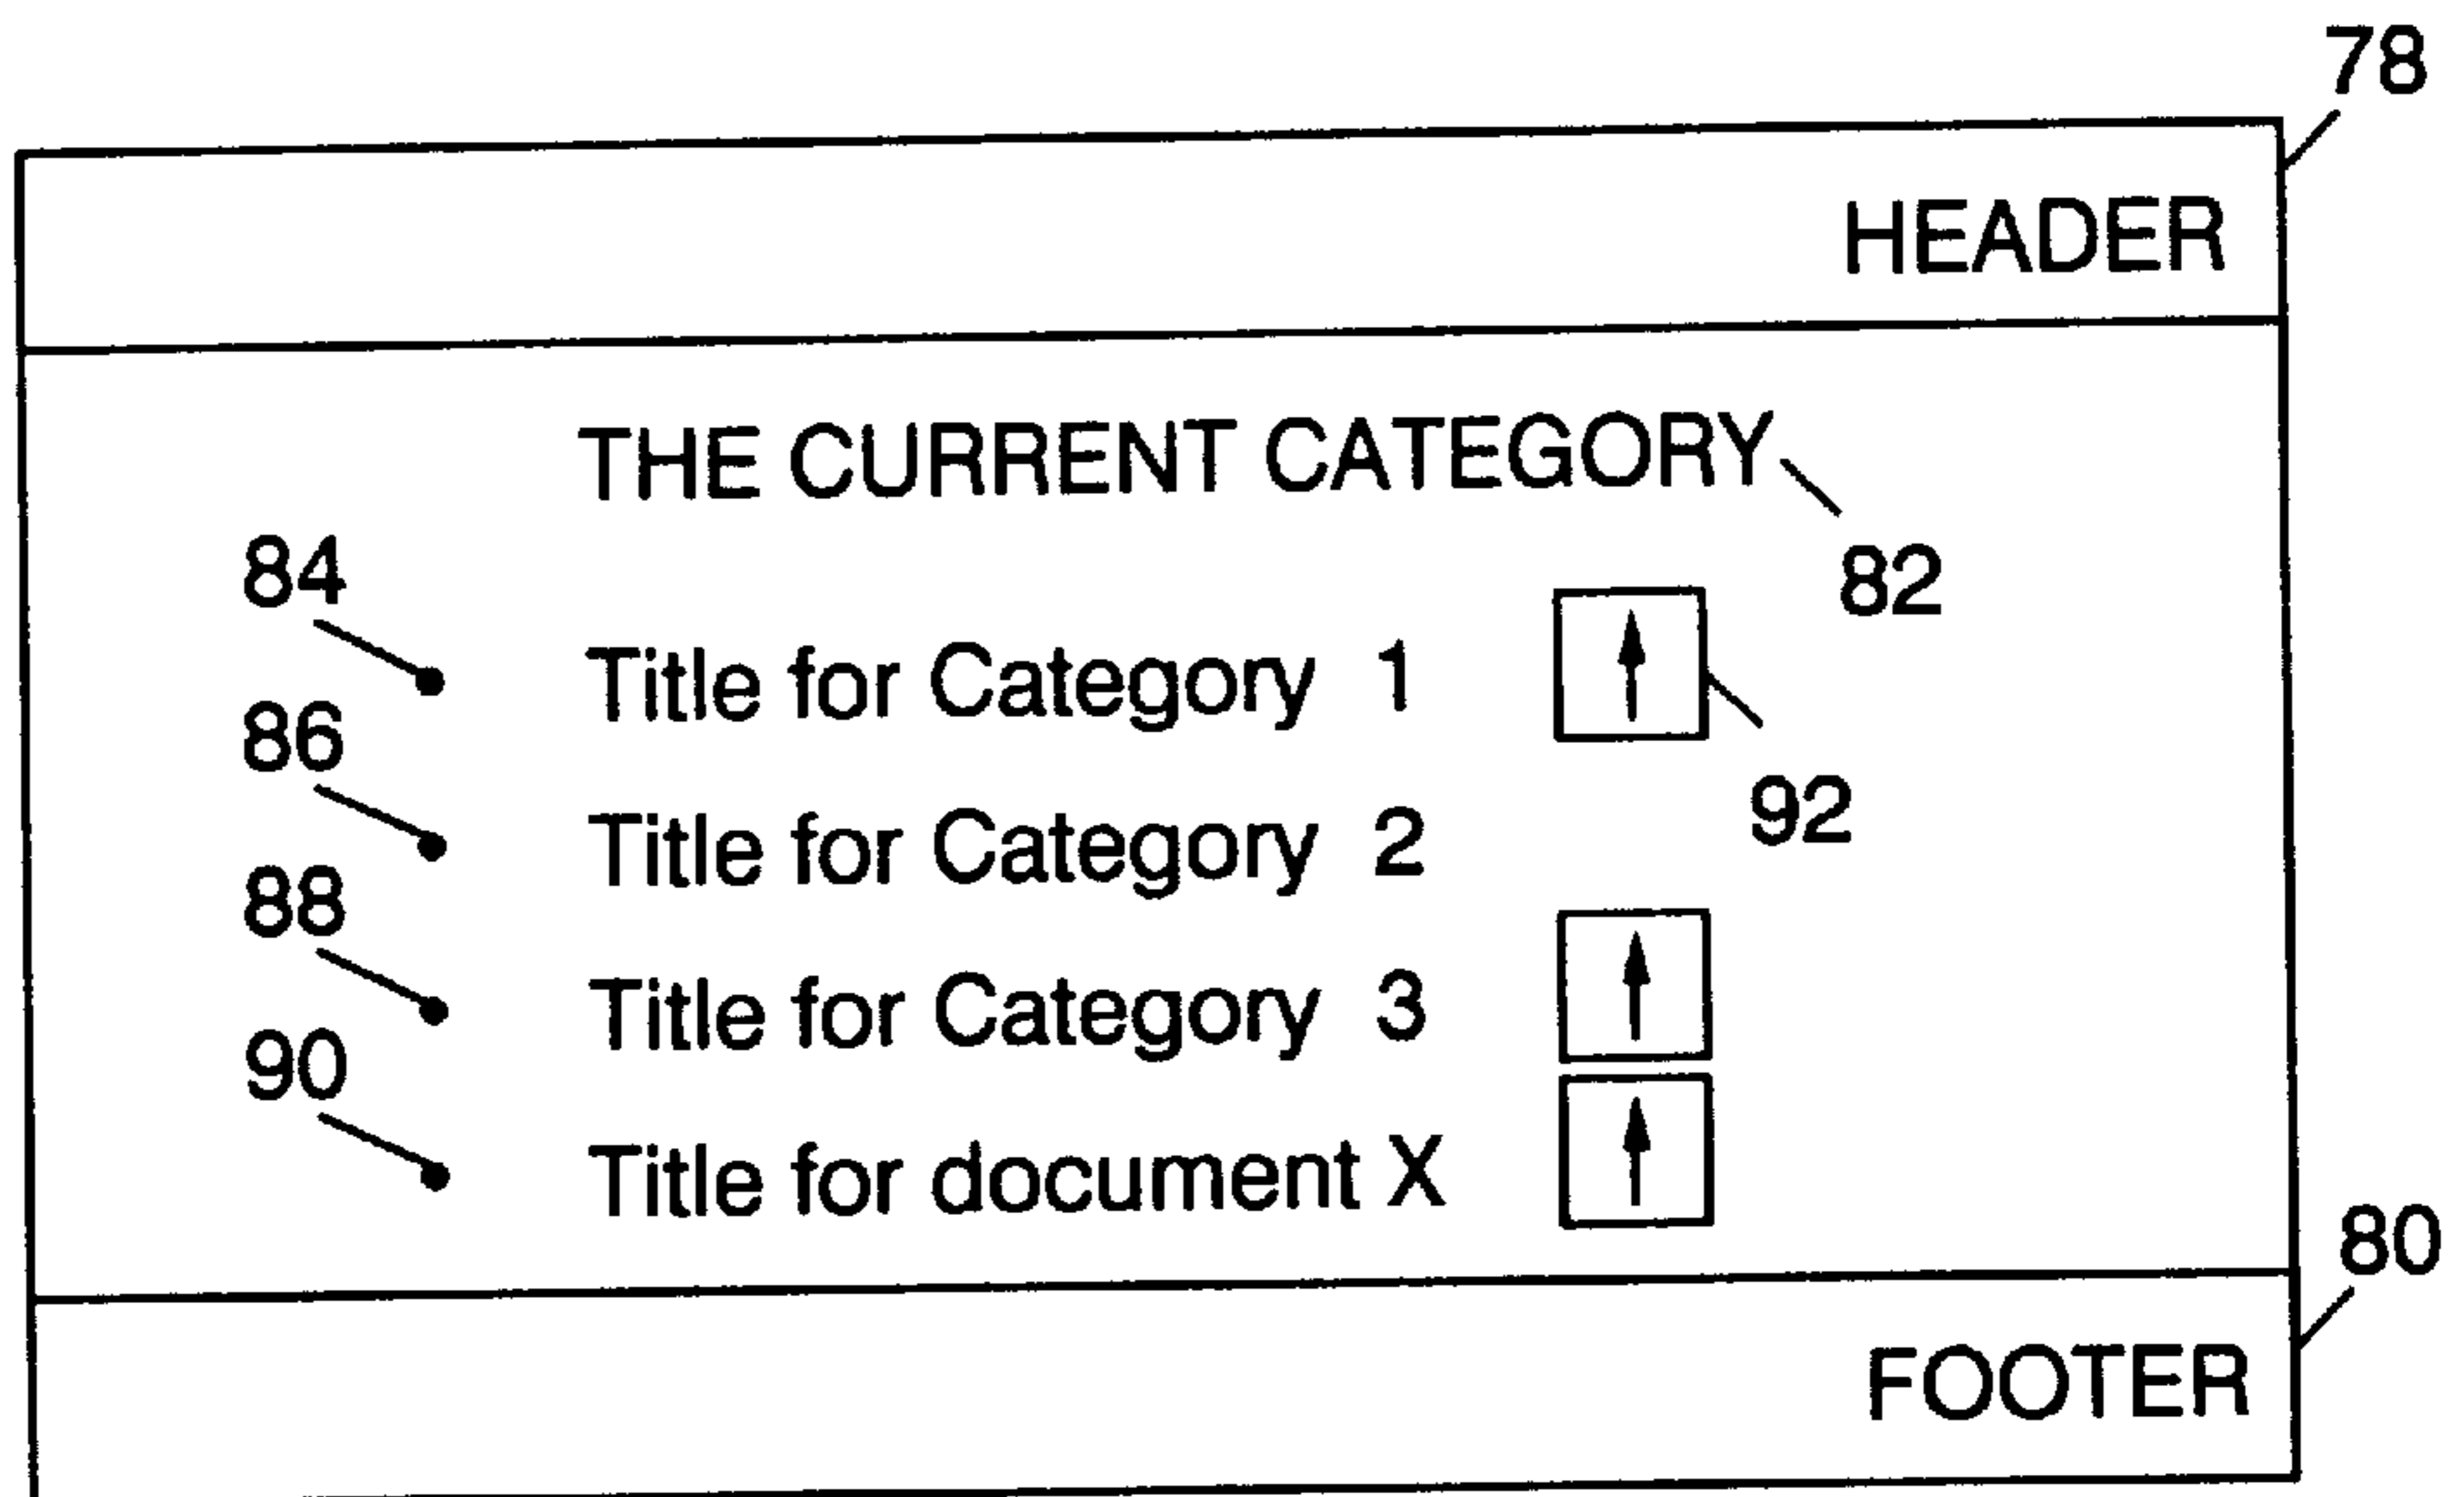 78
HEADER
THE CURRENT CATEGORY
82
84
Title for Category 1
92
86
Title for Category 2
88
Title for Category 3
90
Title for document X
80
FOOTER